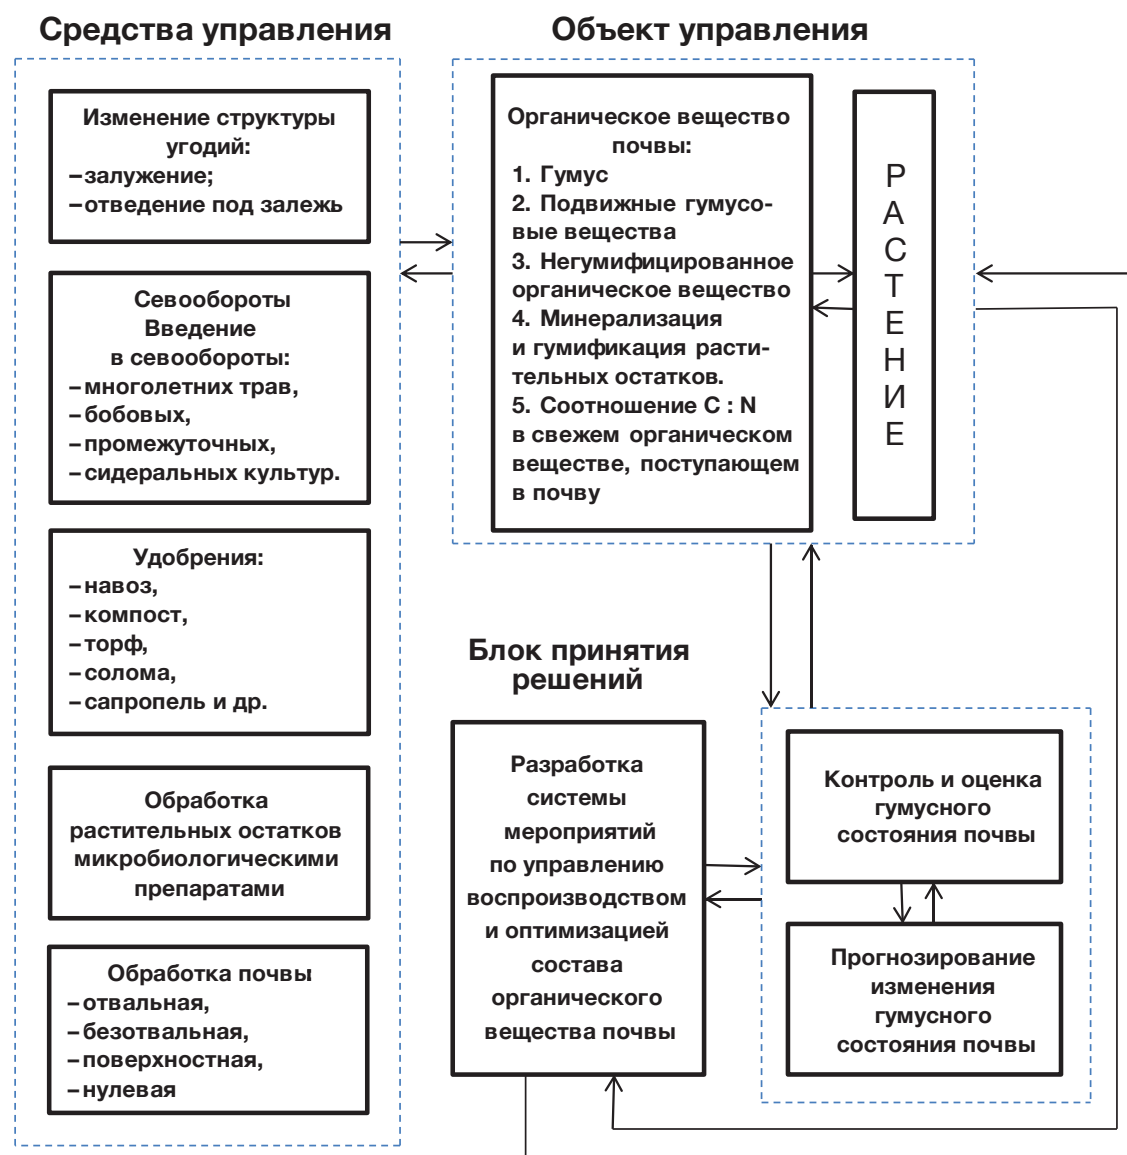 Средства управления
Изменение структуры
угодий:
–залужение;
–отведение под залежь
Севообороты
Введение
в севообороты:
–многолетних трав,
–бобовых,
–промежуточных,
–сидеральных культур.
Удобрения:
–навоз,
–компост,
–торф,
–солома,
–сапропель и др.
Обработка
растительных остатков
микробиологическими
препаратами
Обработка почвы
–отвальная,
–безотвальная,
–поверхностная,
–нулевая
Объект управления
Органическое вещество
почвы:
1. Гумус
2. Подвижные гумусо-
вые вещества
3. Негумифицированное
органическое вещество
4. Минерализация
и гумификация расти-
тельных остатков.
5. Соотношение C : N
в свежем органическом
веществе, поступающем
в почву
РАСТЕНИЕ
Блок принятия
решений
Разработка
системы
мероприятий
по управлению
воспроизводством
и оптимизацией
состава
органического
вещества почвы
Контроль и оценка
гумусного
состояния почвы
Прогнозирование
изменения
гумусного
состояния почвы